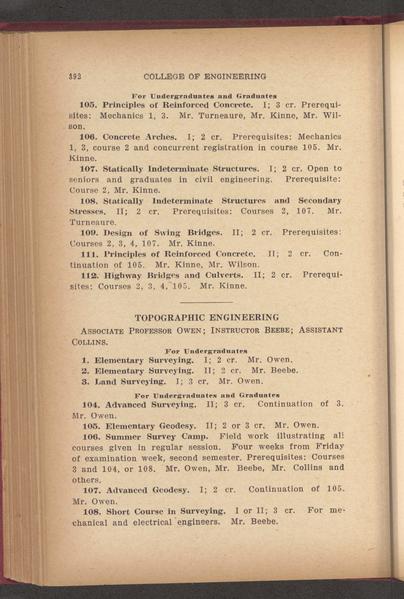 392 COLLEGE OF ENGINEERING
For Undergraduates and Graduates
105. Principles of Reinforced Concrete. I; 3 cr. Prerequi-
sites: Mechanics 1, 3. Mr. Turneaure, Mr. Kinne, Mr. Wil-
son.
106. Concrete Arches. I; 2 cr. Prerequisites: Mechanics
1, 3, course 2 and concurrent registration in course 105. Mr.
Kinne.
107. Statically Indeterminate Structures. I; 2 cr. Open to
seniors and graduates in civil engineering. Prerequisite:
Course 2, Mr. Kinne.
108. Statically Indeterminate Structures and Secondary
Stresses. II; 2 cr. Prerequisites: Courses 2, 107. Mr.
Turneaure.
109. Design of Swing Bridges. II; 2 cr. Prerequisites:
Courses 2, 3, 4, 107. Mr. Kinne.
111. Principles of Reinforced Concrete. II; 2 cr. Con-
tinuation of 105. Mr. Kinne, Mr. Wilson.
112. Highway Bridges and Culverts. II; 2 cr. Prerequi-
sites: Courses 2, 3, 4, 105. Mr. Kinne.
TOPOGRAPHIC ENGINEERING
ASSOCIATE PROFESSOR OWEN; INSTRUCTOR BEEBE; ASSISTANT
COLLINS.
For Undergraduates
1. Elementary Surveying. I; 2 cr. Mr. Owen.
2. Elementary Surveying. II; 2 cr. Mr. Beebe.
3. Land Surveying. I; 3 cr. Mr. Owen.
For Undergraduates and Graduates
104. Advanced Surveying. II; 3 cr. Continuation of 3.
Mr. Owen.
105. Elementary Geodesy. II; 2 or 3 cr. Mr. Owen.
106. Summer Survey Camp. Field work illustrating all
courses given in regular session. Four weeks from Friday
of examination week, second semester. Prerequisites: Courses
3 and 104, or 108. Mr. Owen, Mr. Beebe, Mr. Collins and
others.
107. Advanced Geodesy. I; 2 cr. Continuation of 105.
Mr. Owen.
108. Short Course in Surveying. I or II; 3 cr. For me-
chanical and electrical engineers. Mr. Beebe.